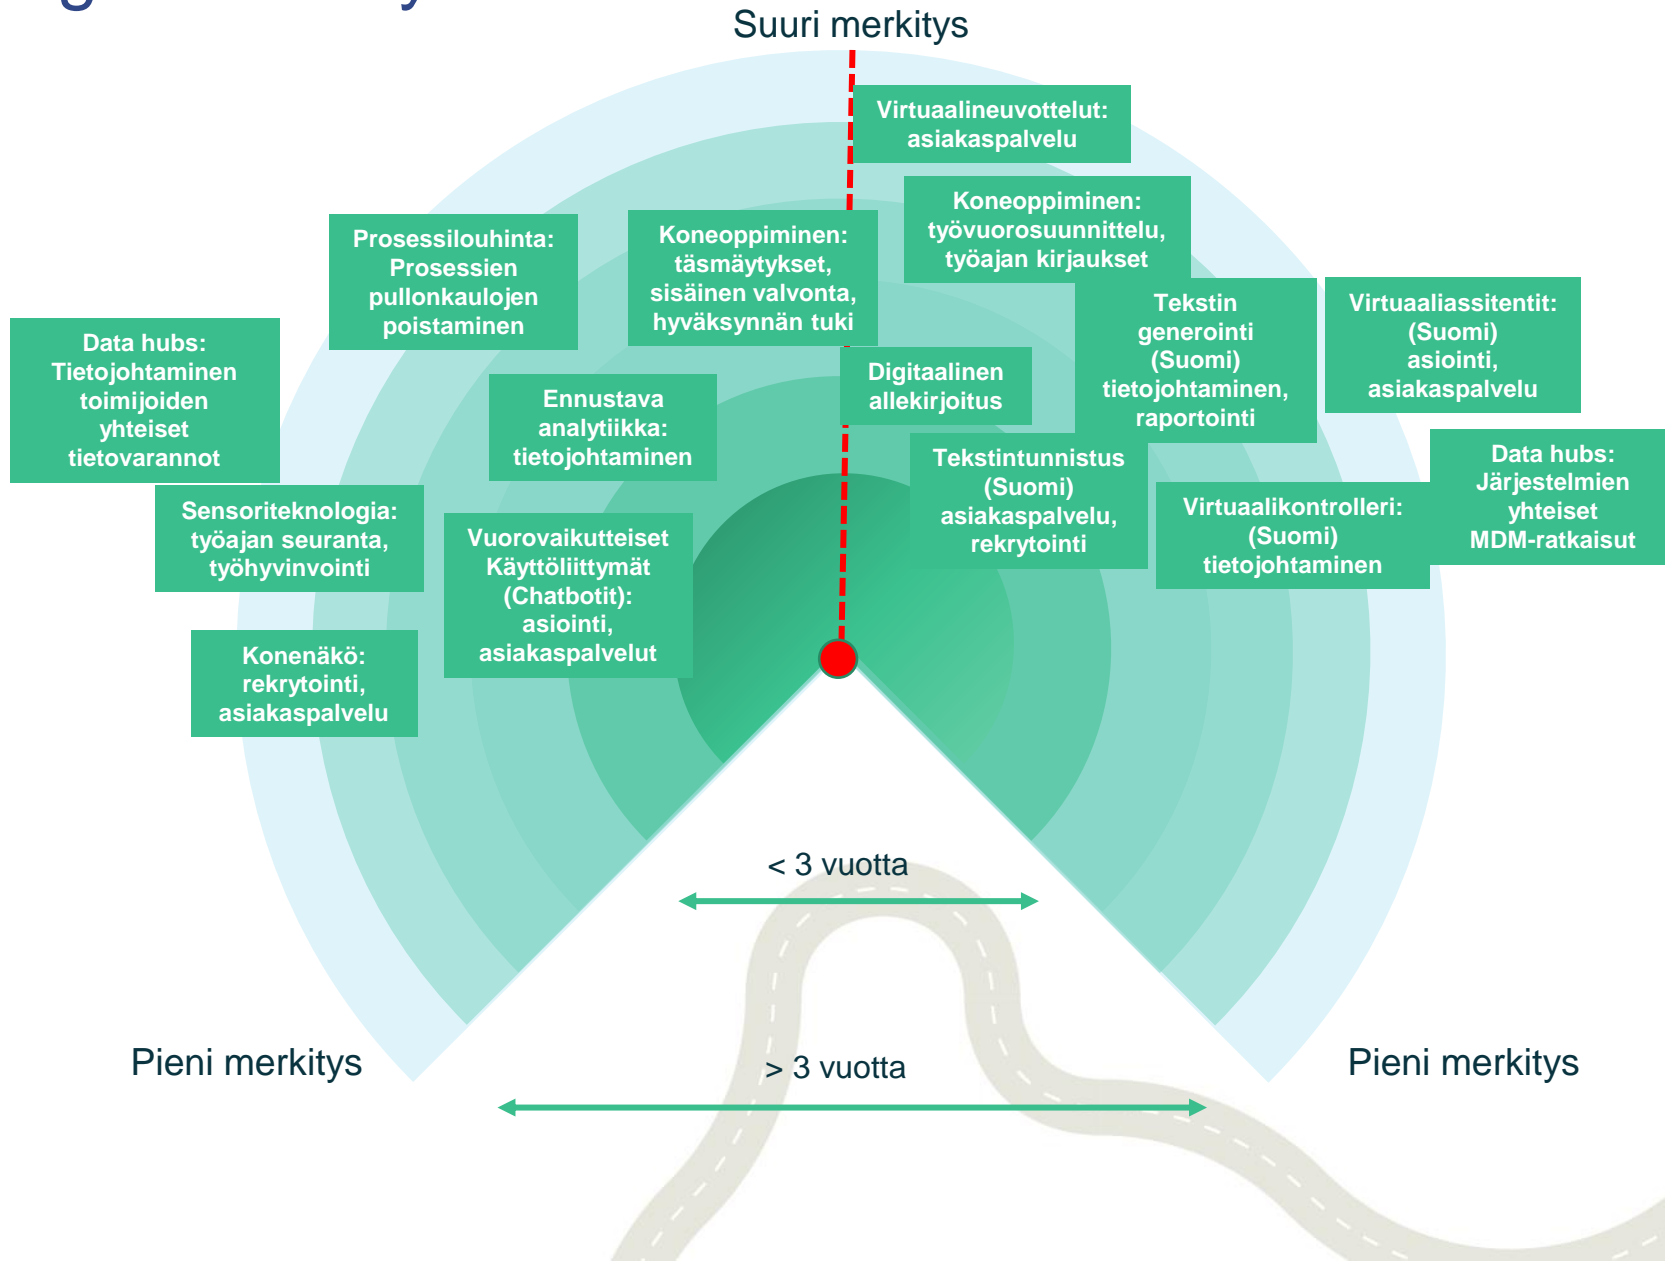 Suuri merkitys
Virtuaalineuvottelut:
asiakaspalvelu
Koneoppiminen:
työvuorosuunnittelu,
työajan kirjaukset
Prosessilouhinta:
Prosessien
pullonkaulojen
poistaminen
Koneoppiminen:
täsmäytykset,
sisäinen valvonta,
hyväksynnän tuki
Tekstin
generointi
(Suomi)
tietojohtaminen,
raportointi
Virtuaaliassitentit:
(Suomi)
asiointi,
asiakaspalvelu
Data hubs:
Tietojohtaminen
toimijoiden
yhteiset
tietovarannot
Ennustava
analytiikka:
tietojohtaminen
Digitaalinen
allekirjoitus
Tekstintunnistus
(Suomi)
asiakaspalvelu,
rekrytointi
Data hubs:
Järjestelmien
yhteiset
MDM-ratkaisut
Sensoriteknologia:
työajan seuranta,
työhyvinvointi
Vuorovaikutteiset
Käyttöliittymät
(Chatbotit):
asiointi,
asiakaspalvelut
Virtuaalikontrolleri:
(Suomi)
tietojohtaminen
Konenäkö:
rekrytointi,
asiakaspalvelu
< 3 vuotta
Pieni merkitys
> 3 vuotta
Pieni merkitys